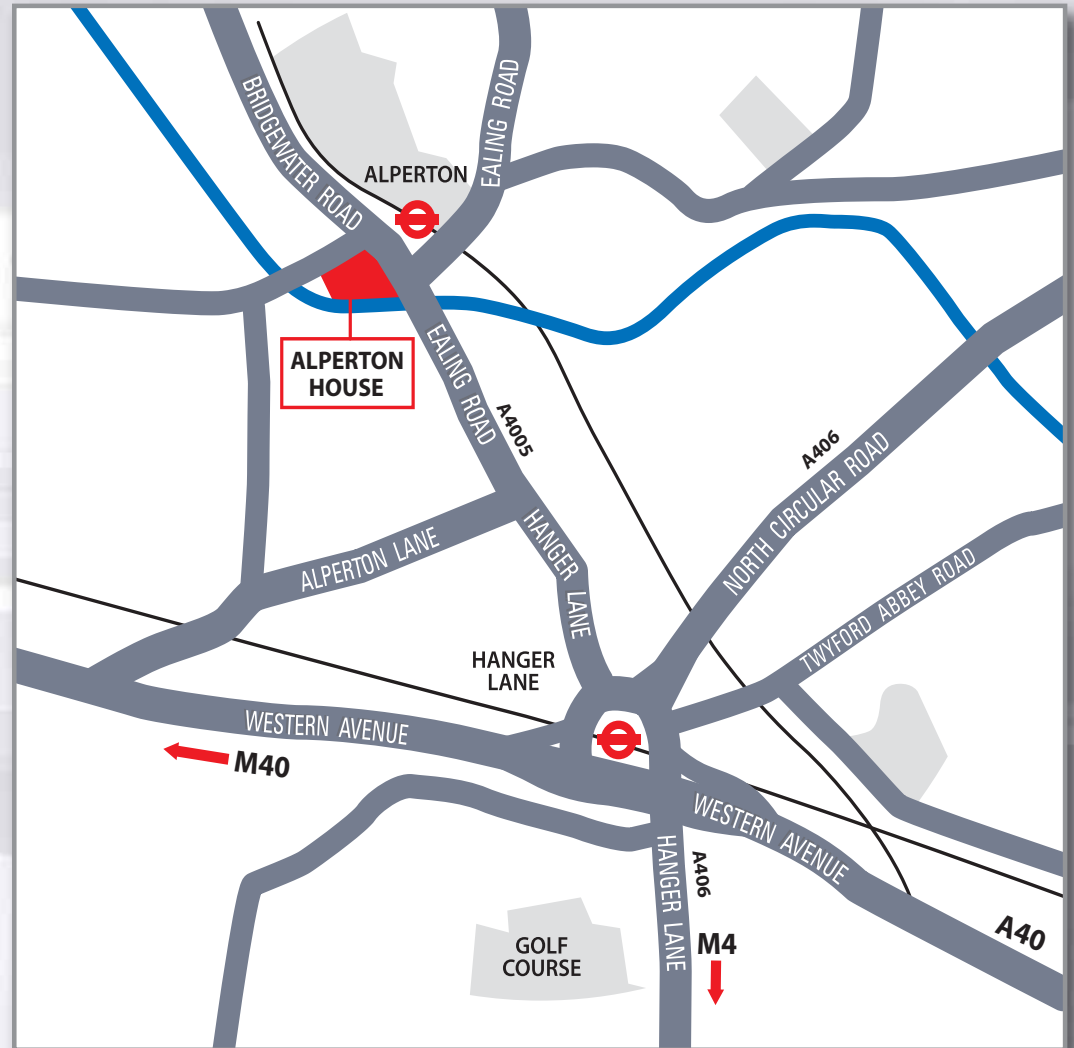 BRIDGEWATER ROAD
EALING ROAD
ALPERTON
ALPERTON
HOUSE
EALING ROAD
A4005
A406
NORTH CIRCULAR ROAD
HANGER LANE
ALPERTON LANE
TWYFORD ABBEY ROAD
HANGER
LANE
WESTERN AVENUE
M40
WESTERN AVENUE
HANGER LANE
A406
A40
M4
GOLF
COURSE